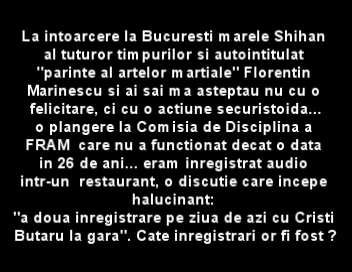 La intoarcere la Bucuresti marele Shihan
al tuturor timpurilor si autointitulat
"parinte al artelor martiale" Florentin
Marinescu si ai sai ma asteptau nu cu o
felicitare, ci cu o actiune securistoida...
o plangere la Comisia de Disciplina a
FRAM care nu a functionat decat o data
in 26 de ani... eram inregistrat audio
intr-un restaurant, o discutie care incepe
halucinant:
"a doua inregistrare pe ziua de azi cu Cristi
Butaru la gara". Cate inregistrari or fi fost ?